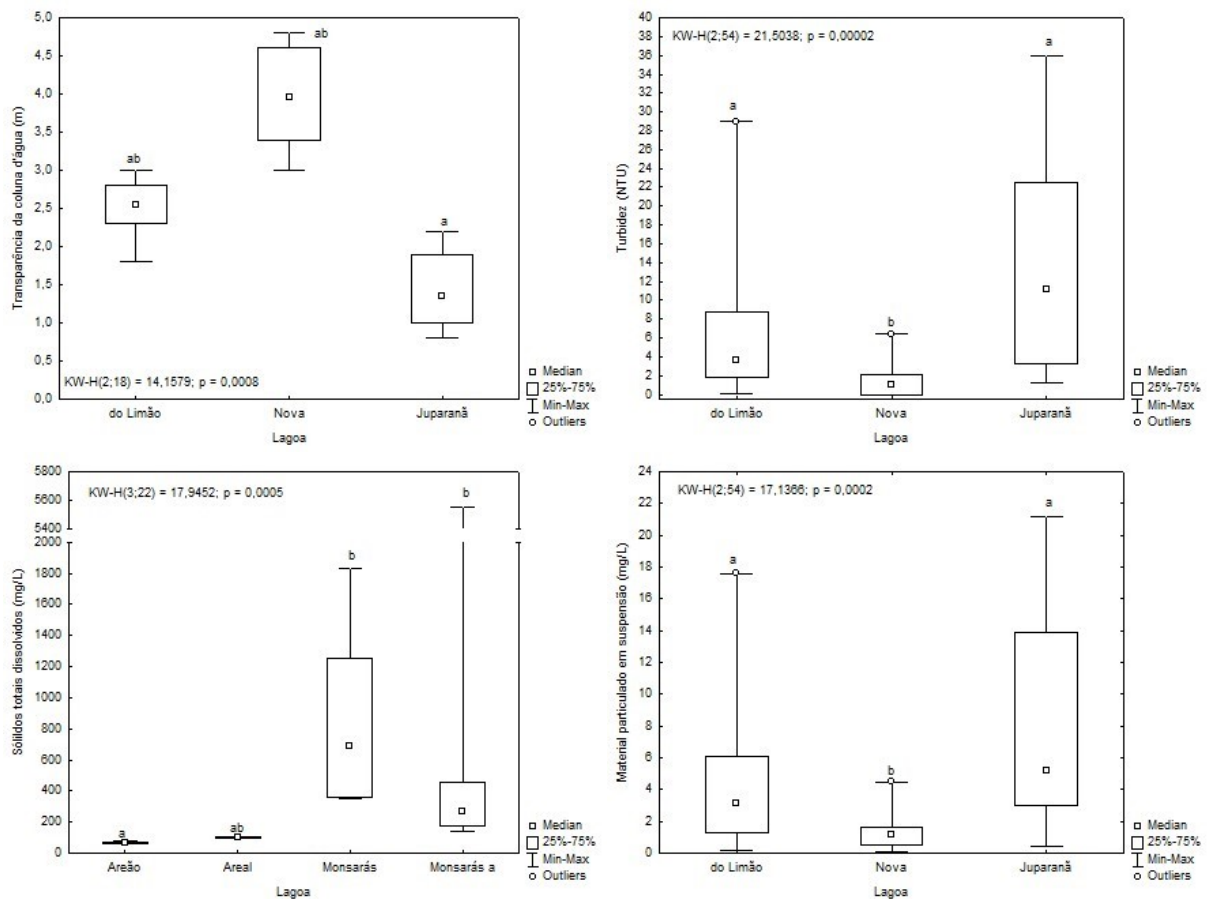 Transparência da coluna d'água (m)
5,0
4,5
4,0
3,5
3,0
2,5
2,0
1,5
1,0
0,5
0,0
ab
ab
a
KW-H(2;18) = 14,1579; p = 0,0008
do Limão Nova Juparanã
Lagoa
Median
25%-75%
Min-Max
Outliers
Turbidez (NTU)
40
38
36
34
32
30
28
26
24
22
20
18
16
14
12
10
8
6
4
2
0
KW-H(2;54) = 21,5038; p = 0,00002
a
b
a
do Limão Nova Juparanã
Lagoa
Median
25%-75%
Min-Max
Outliers
Sólildos totais dissolvidos (mg/L)
5800
5600
5400
2000
1800
1600
1400
1200
1000
800
600
400
200
0
KW-H(3;22) = 17,9452; p = 0,0005
a
ab
b
b
Areão Areal Monsarás Monsarás a
Lagoa
Median
25%-75%
Min-Max
Outliers
Material particulado em suspensão (mg/L)
24
22
20
18
16
14
12
10
8
6
4
2
0
KW-H(2;54) = 17,1366; p = 0,0002
a
b
a
do Limão Nova Juparanã
Lagoa
Median
25%-75%
Min-Max
Outliers